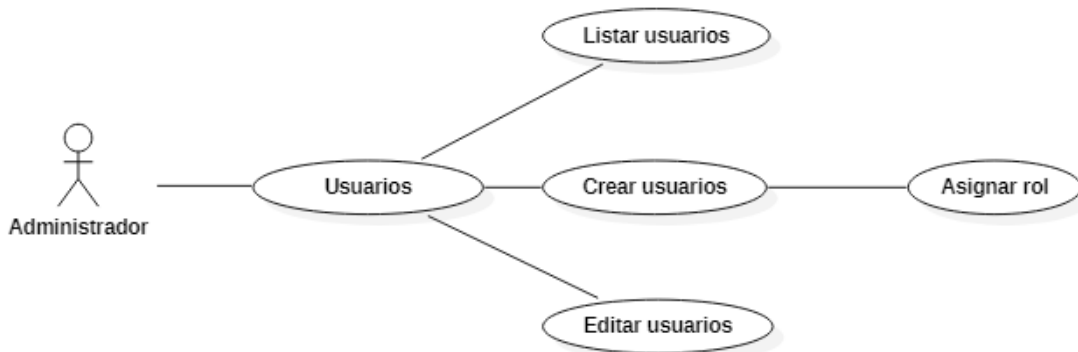 Listar usuarios
Administrador
Usuarios
Crear usuarios
Asignar rol
Editar usuarios